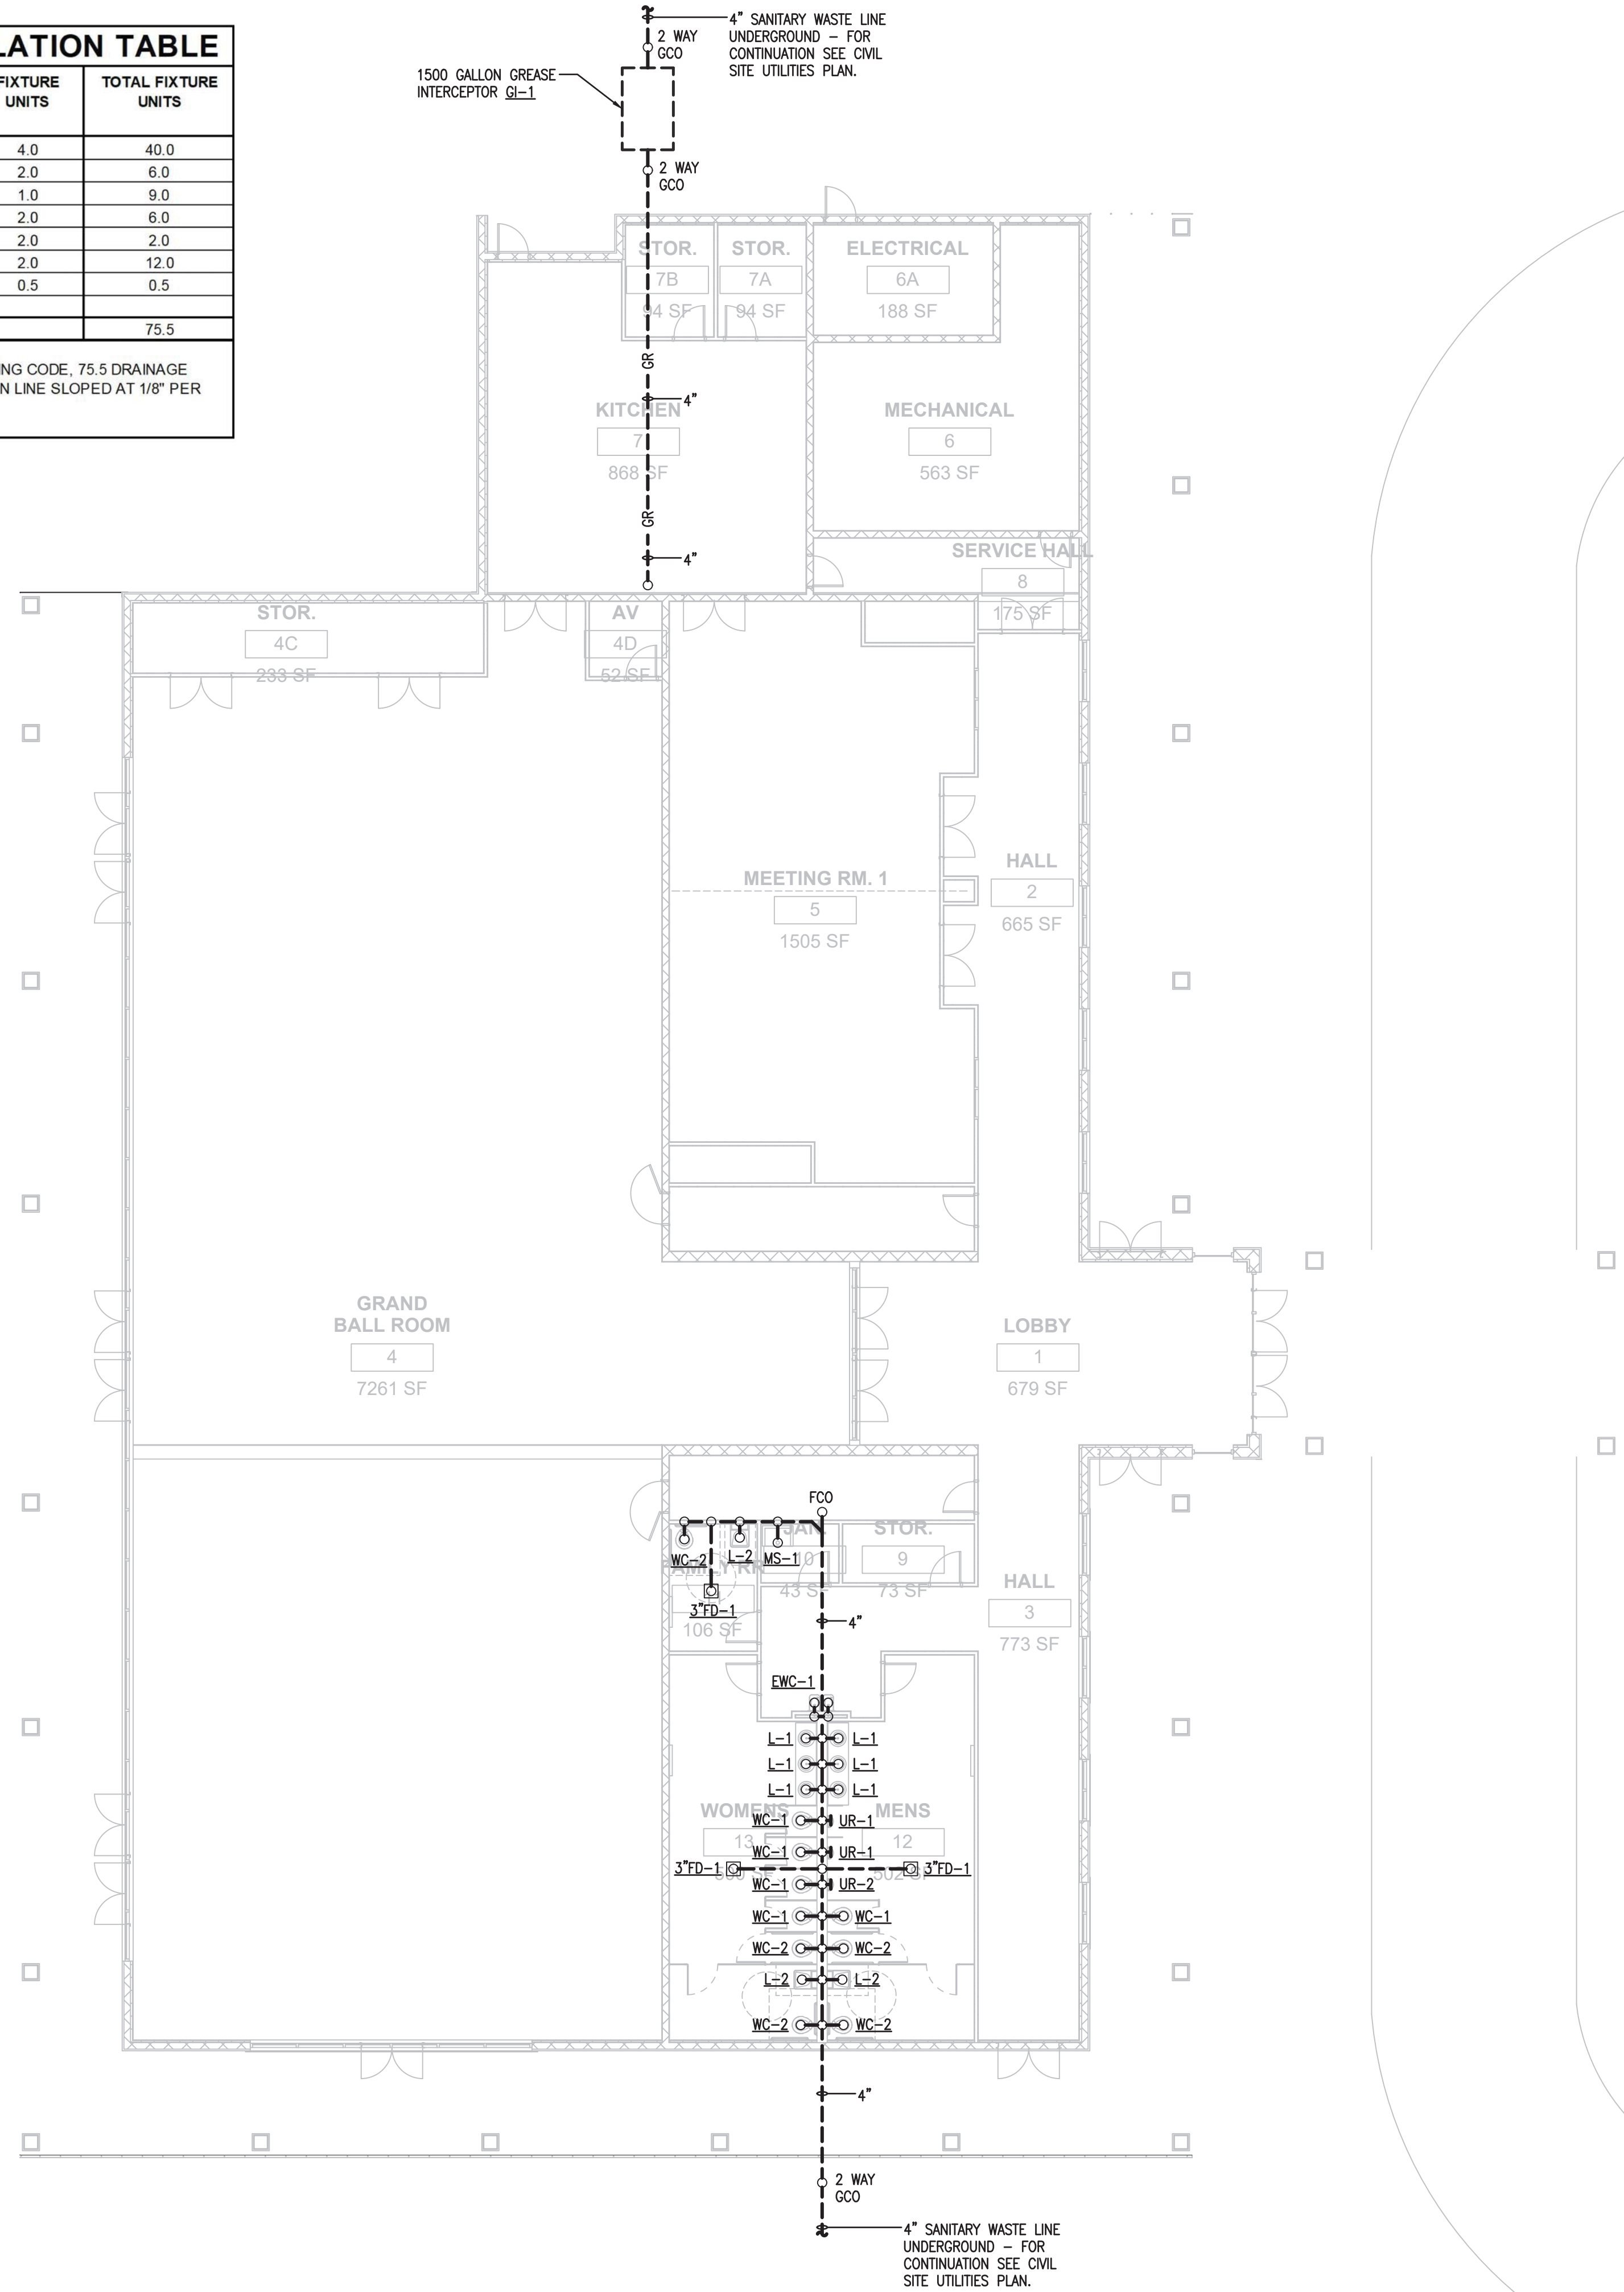 LATION TABLE
FIXTURE UNITS TOTAL FIXTURE UNITS
4.0 40.0
2.0 6.0
1.0 9.0
2.0 6.0
2.0 2.0
2.0 12.0
0.5 0.5
75.5
ING CODE, 75.5 DRAINAGE
N LINE SLOPED AT 1/8" PER
4" SANITARY WASTE LINE
UNDERGROUND - FOR
CONTINUATION SEE CIVIL
SITE UTILITIES PLAN.
2 WAY
GCO
1500 GALLON GREASE
INTERCEPTOR GI-1
2 WAY
GCO
STOR.
7B
94 SF
STOR.
7A
94 SF
ELECTRICAL
6A
188 SF
GR
4"
KITCHEN
7
868 SF
MECHANICAL
6
563 SF
GR
4"
SERVICE HALL
8
175 SF
STOR.
4C
233 SF
AV
4D
52 SF
MEETING RM. 1
5
1505 SF
HALL
2
665 SF
GRAND
BALL ROOM
4
7261 SF
LOBBY
1
679 SF
FCO
WC-2
L-2
MS-1
JAN.
10
43 SF
STOR.
9
73 SF
FAMILY RR
3"FD-1
106 SF
HALL
3
773 SF
4"
EWC-1
L-1 L-1
L-1 L-1
L-1 L-1
WOMENS
13
MENS
12
502 SF
WC-1 UR-1
WC-1 UR-1
3"FD-1 3"FD-1
WC-1 UR-2
WC-1 WC-1
WC-2 WC-2
L-2 L-2
WC-2 WC-2
4"
2 WAY
GCO
4" SANITARY WASTE LINE
UNDERGROUND - FOR
CONTINUATION SEE CIVIL
SITE UTILITIES PLAN.